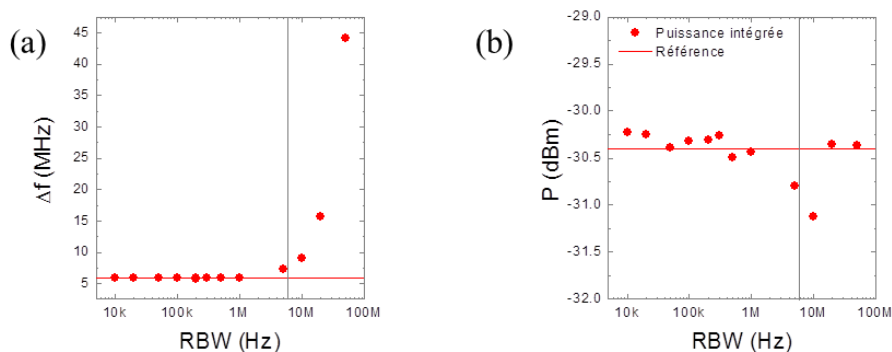 (a)
45
40
35
30
25
20
15
10
5
Δf (MHz)
10k 100k 1M 10M 100M
RBW (Hz)
(b)
Puissance intégrée
Référence
-29.0
-29.5
-30.0
-30.5
-31.0
-31.5
-32.0
P (dBm)
10k 100k 1M 10M 100M
RBW (Hz)